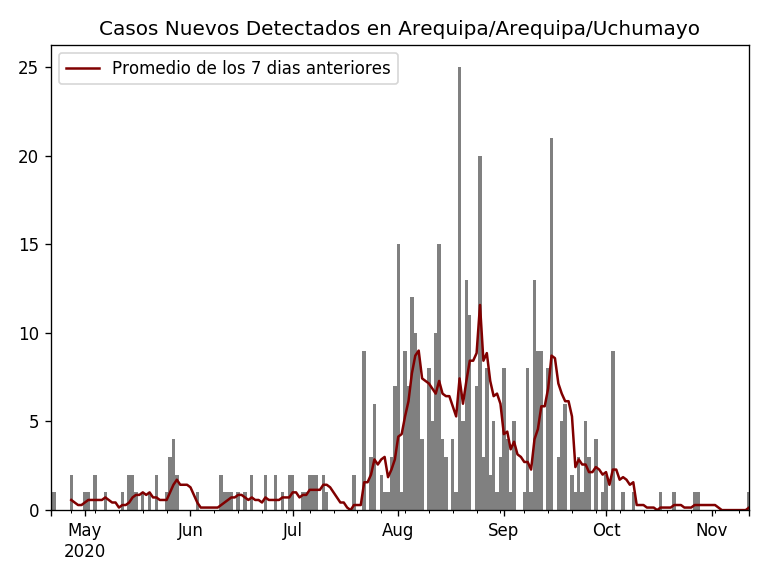 Casos Nuevos Detectados en Arequipa/Arequipa/Uchumayo
Promedio de los 7 dias anteriores
25
20
15
10
5
0
May Jun Jul Aug Sep Oct Nov
2020